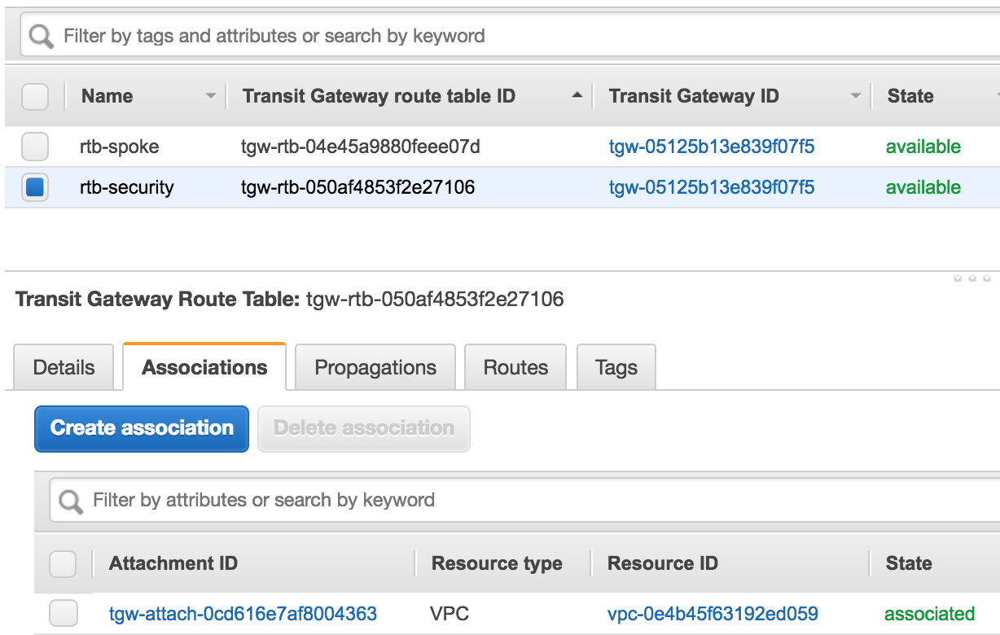 Filter by tags and attributes or search by keyword
Name Transit Gateway route table ID Transit Gateway ID State
rtb-spoke tgw-rtb-04e45a9880feee07d tgw-05125b13e839f07f5 available
rtb-security tgw-rtb-050af4853f2e27106 tgw-05125b13e839f07f5 available
Transit Gateway Route Table: tgw-rtb-050af4853f2e27106
Details Associations Propagations Routes Tags
Create association Delete association
Filter by attributes or search by keyword
Attachment ID Resource type Resource ID State
tgw-attach-0cd616e7af8004363 VPC vpc-0e4b45f63192ed059 associated